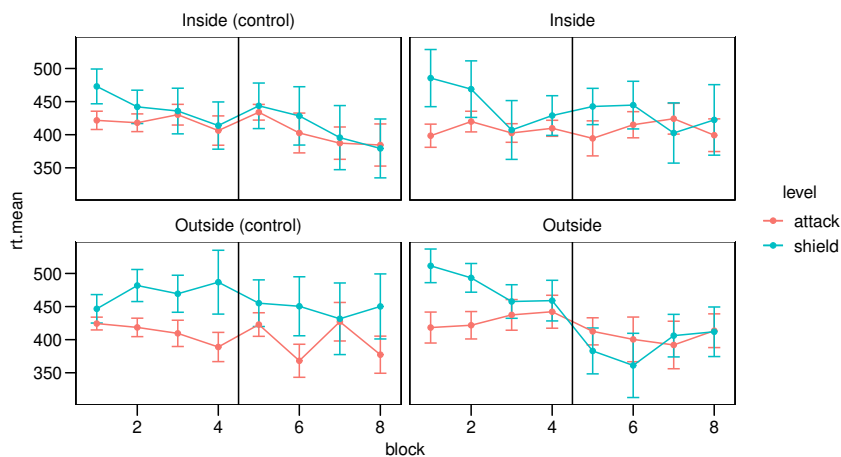 Inside (control)
Inside
500
450
400
350
Outside (control)
Outside
500
450
400
350
2
4
6
8
2
4
6
8
block
rt.mean
level
attack
shield